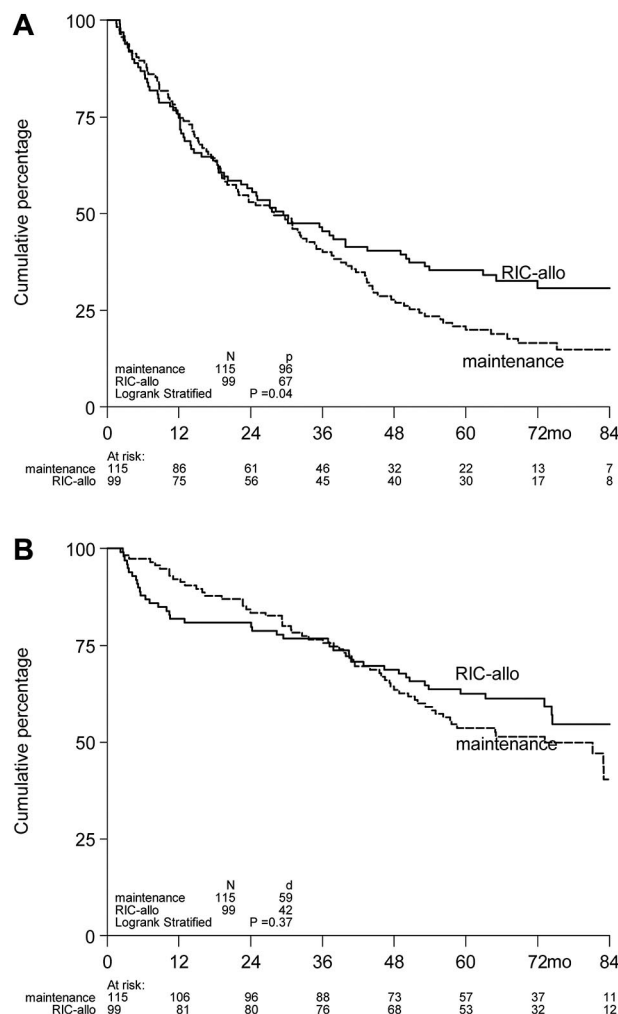 A
100
75
50
25
0
Cumulative percentage
RIC-allo
maintenance
N p
maintenance 115 96
RIC-allo 99 67
Logrank Stratified P =0.04
0 12 24 36 48 60 72mo 84
At risk:
maintenance 115 86 61 46 32 22 13 7
RIC-allo 99 75 56 45 40 30 17 8
B
100
75
50
25
0
Cumulative percentage
RIC-allo
maintenance
N d
maintenance 115 59
RIC-allo 99 42
Logrank Stratified P =0.37
0 12 24 36 48 60 72mo 84
At risk:
maintenance 115 106 96 88 73 57 37 11
RIC-allo 99 81 80 76 68 53 32 12